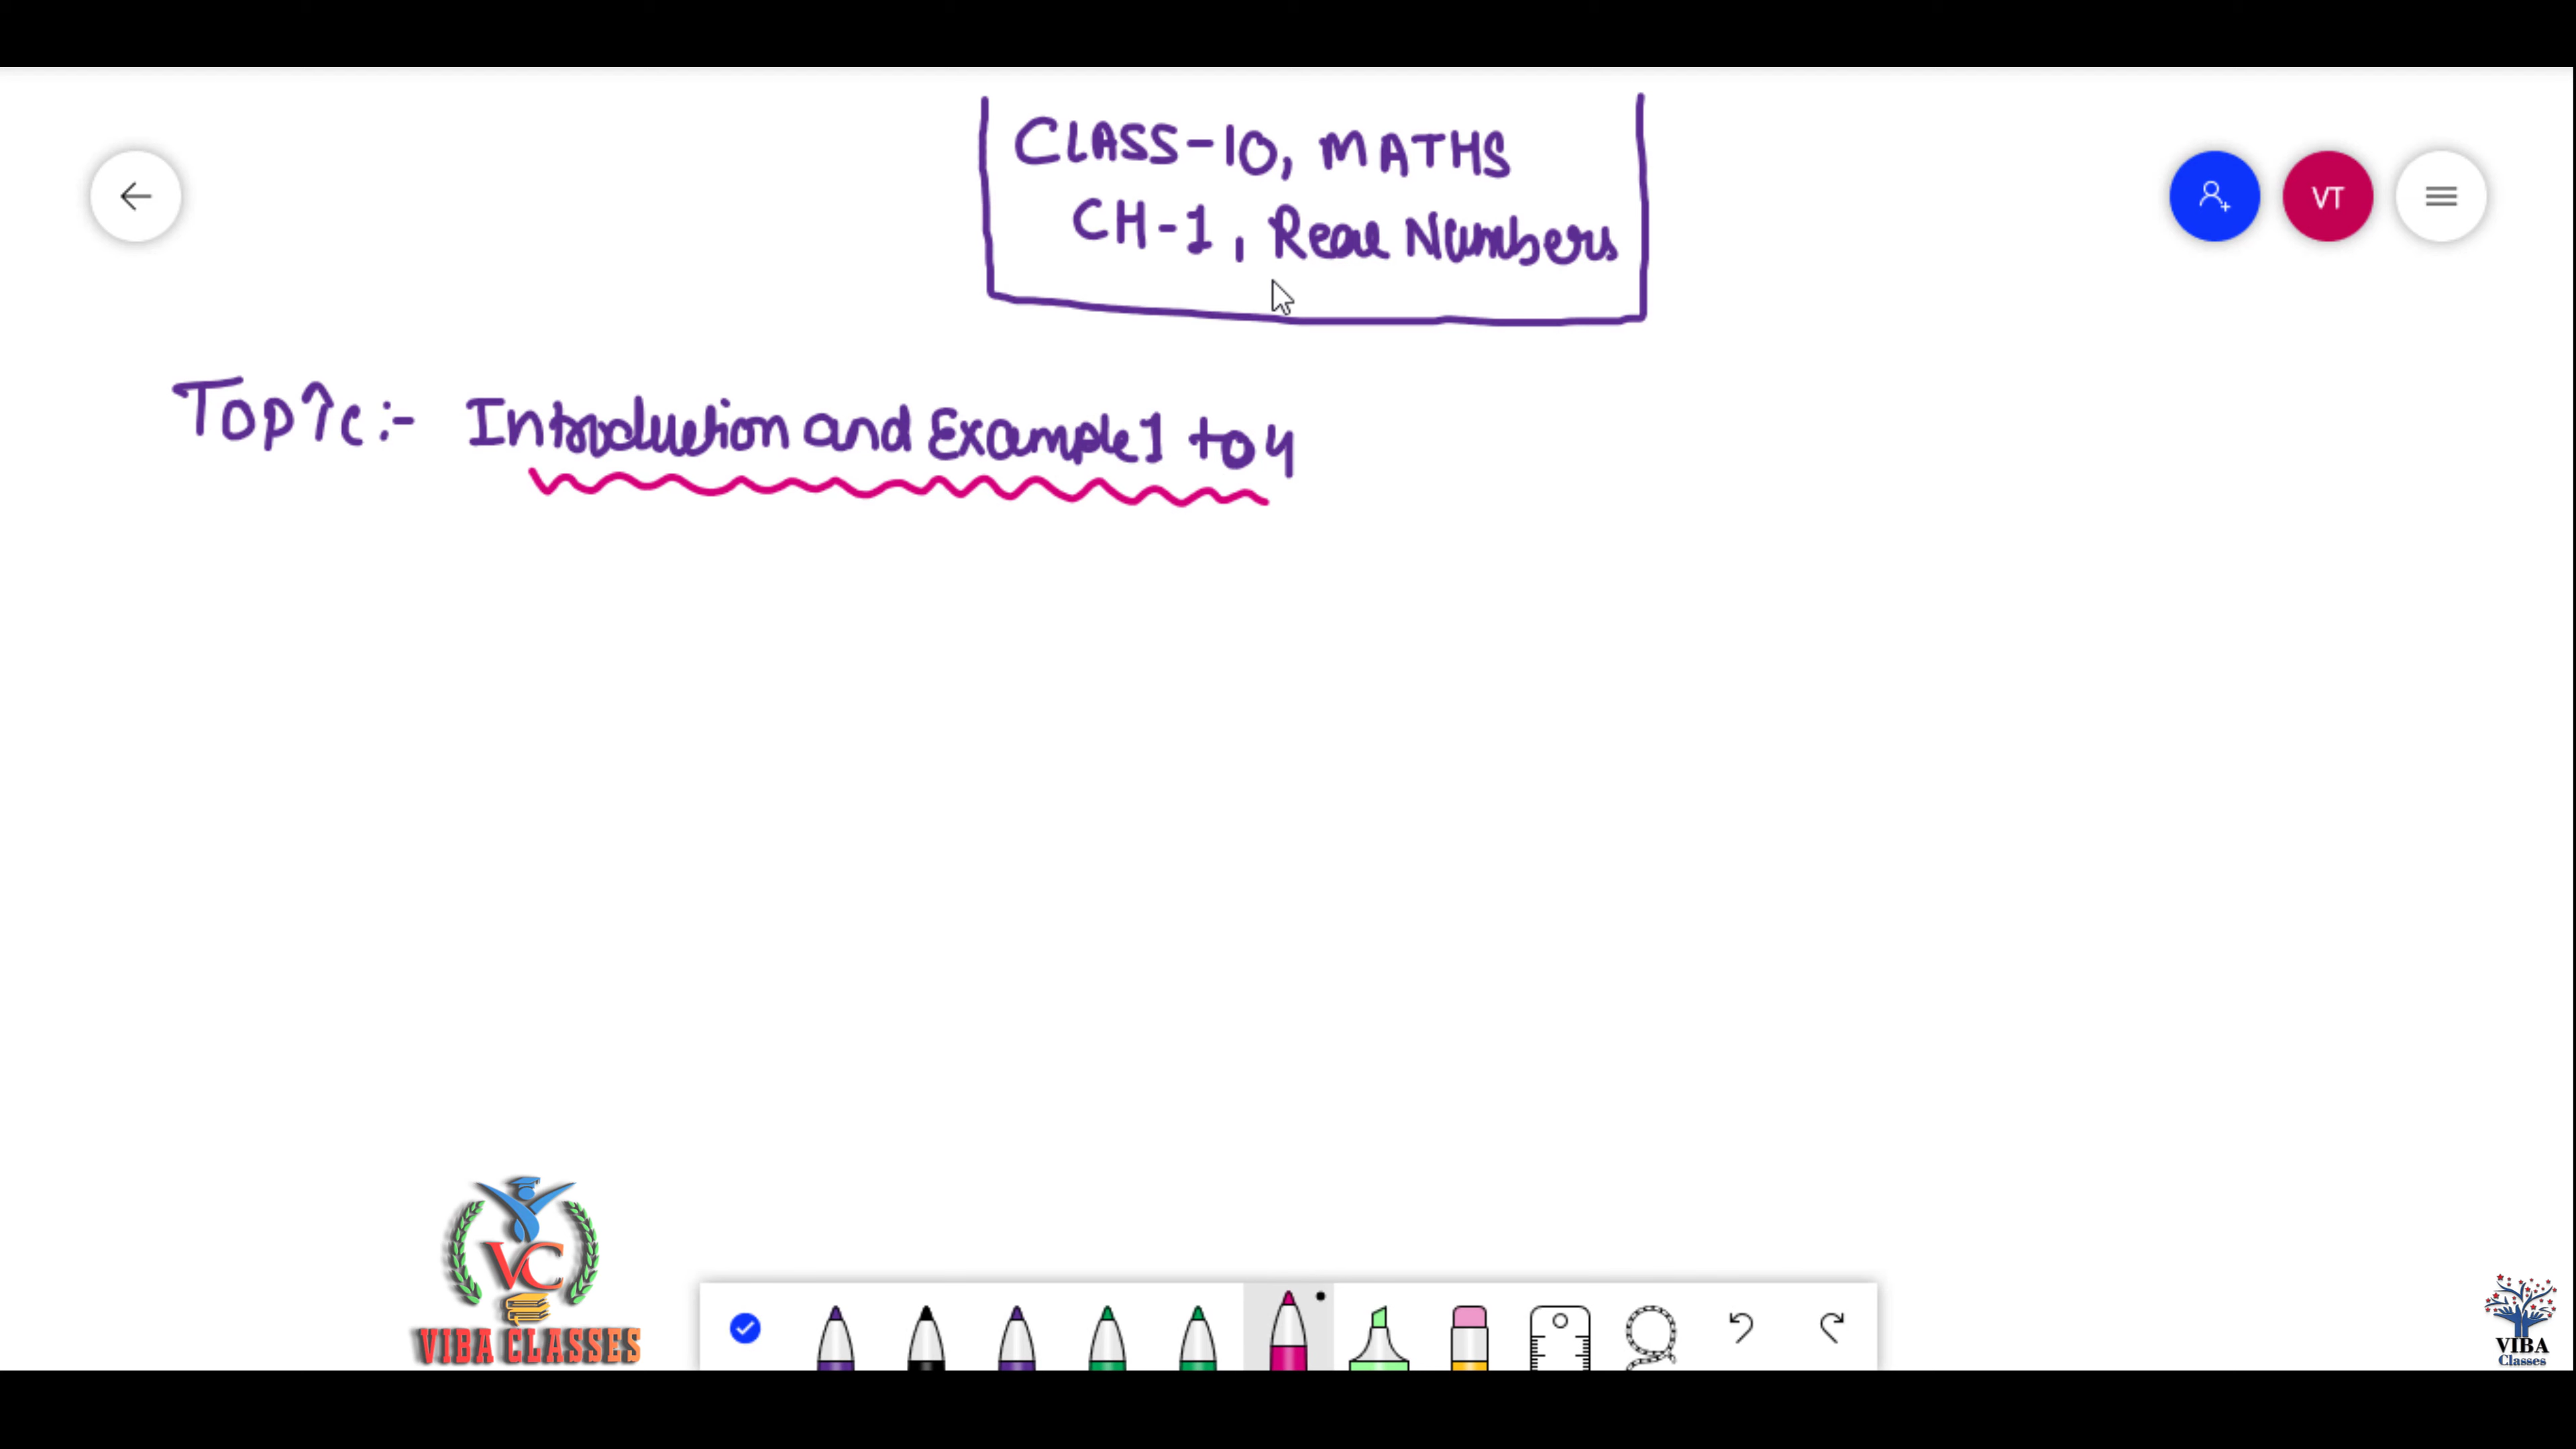 CLASS-10, MATHS
CH-1, Real Numbers
VT
Topic:- Introduction and Example 1 to 4
VC
VIBA CLASSES
VIBA
Classes